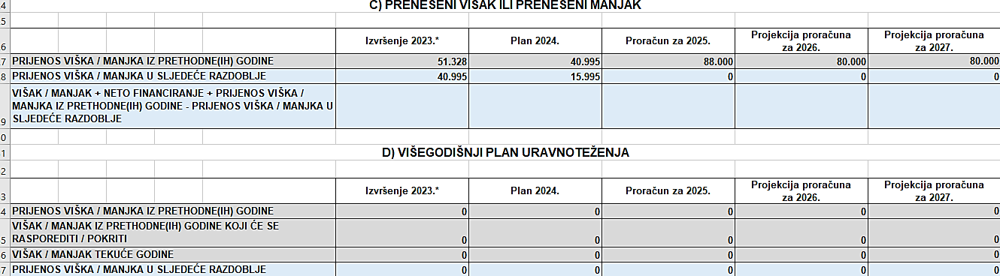 4 C) PRENESENI VIŠAK ILI PRENESENI MANJAK
5
6 Izvršenje 2023.* Plan 2024. Proračun za 2025. Projekcija proračuna za 2026. Projekcija proračuna za 2027.
7 PRIJENOS VIŠKA / MANJKA IZ PRETHODNE(IH) GODINE 51.328 40.995 88.000 80.000 80.000
8 PRIJENOS VIŠKA / MANJKA U SLJEDEĆE RAZDOBLJE 40.995 15.995 0 0 0
VIŠAK / MANJAK + NETO FINANCIRANJE + PRIJENOS VIŠKA /
MANJKA IZ PRETHODNE(IH) GODINE - PRIJENOS VIŠKA / MANJKA U
9 SLJEDEĆE RAZDOBLJE
0
1 D) VIŠEGODIŠNJI PLAN URAVNOTEŽENJA
2
3 Izvršenje 2023.* Plan 2024. Proračun za 2025. Projekcija proračuna za 2026. Projekcija proračuna za 2027.
4 PRIJENOS VIŠKA / MANJKA IZ PRETHODNE(IH) GODINE 0 0 0 0 0
VIŠAK / MANJAK IZ PRETHODNE(IH) GODINE KOJI ĆE SE
5 RASPOREDITI / POKRITI 0 0 0 0 0
6 VIŠAK / MANJAK TEKUĆE GODINE 0 0 0 0 0
7 PRIJENOS VIŠKA / MANJKA U SLJEDEĆE RAZDOBLJE 0 0 0 0 0